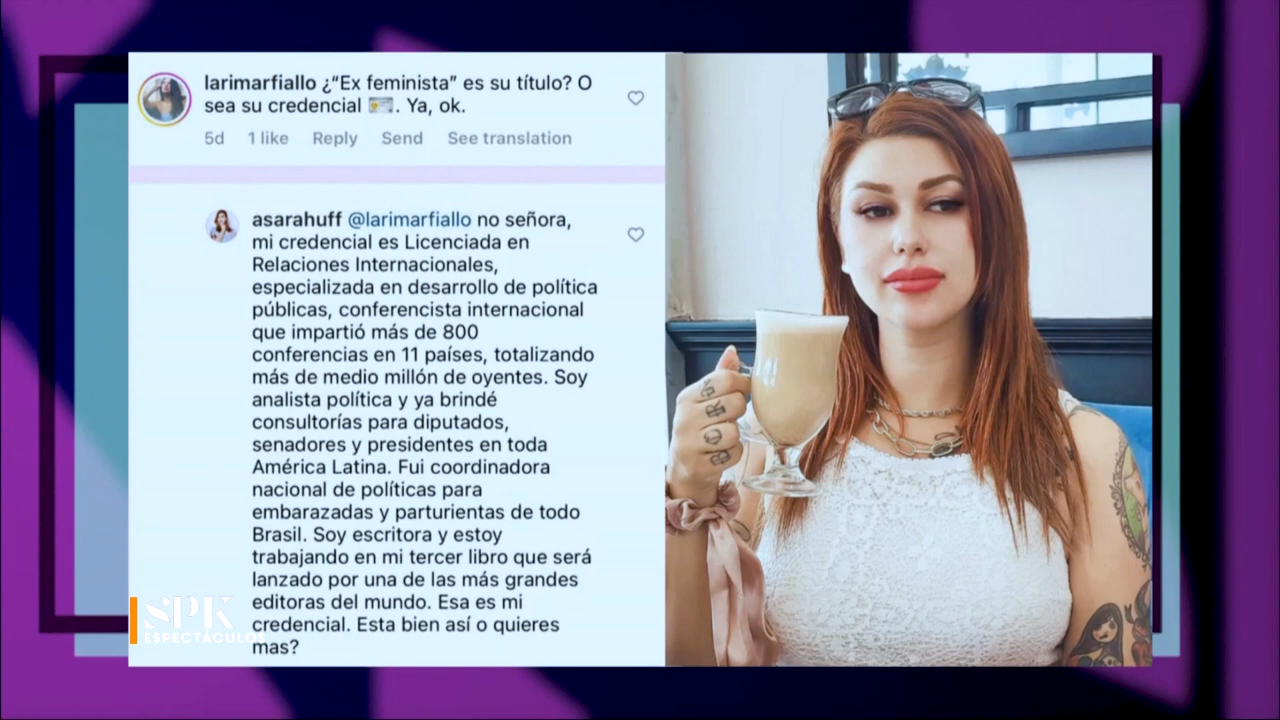 larimarfiallo ¿“Ex feminista” es su título? O
sea su credencial 🪪. Ya, ok.
5d 1 like Reply Send See translation
asarahuff @larimarfiallo no señora,
mi credencial es Licenciada en
Relaciones Internacionales,
especializada en desarrollo de política
públicas, conferencista internacional
que impartió más de 800
conferencias en 11 países, totalizando
más de medio millón de oyentes. Soy
analista política y ya brindé
consultorías para diputados,
senadores y presidentes en toda
América Latina. Fui coordinadora
nacional de políticas para
embarazadas y parturientas de todo
Brasil. Soy escritora y estoy
trabajando en mi tercer libro que será
lanzado por una de las más grandes
editoras del mundo. Esa es mi
credencial. Esta bien así o quieres
mas?
SPK
ESPECTÁCULOS